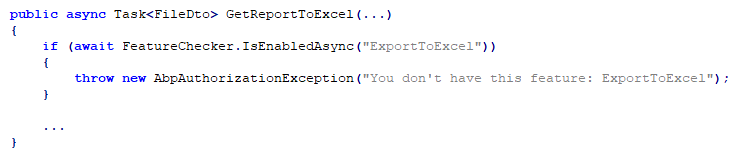 public async Task<FileDto> GetReportToExcel(...)
{
    if (await FeatureChecker.IsEnabledAsync("ExportToExcel"))
    {
        throw new AbpAuthorizationException("You don't have this feature: ExportToExcel");
    }

    ...
}